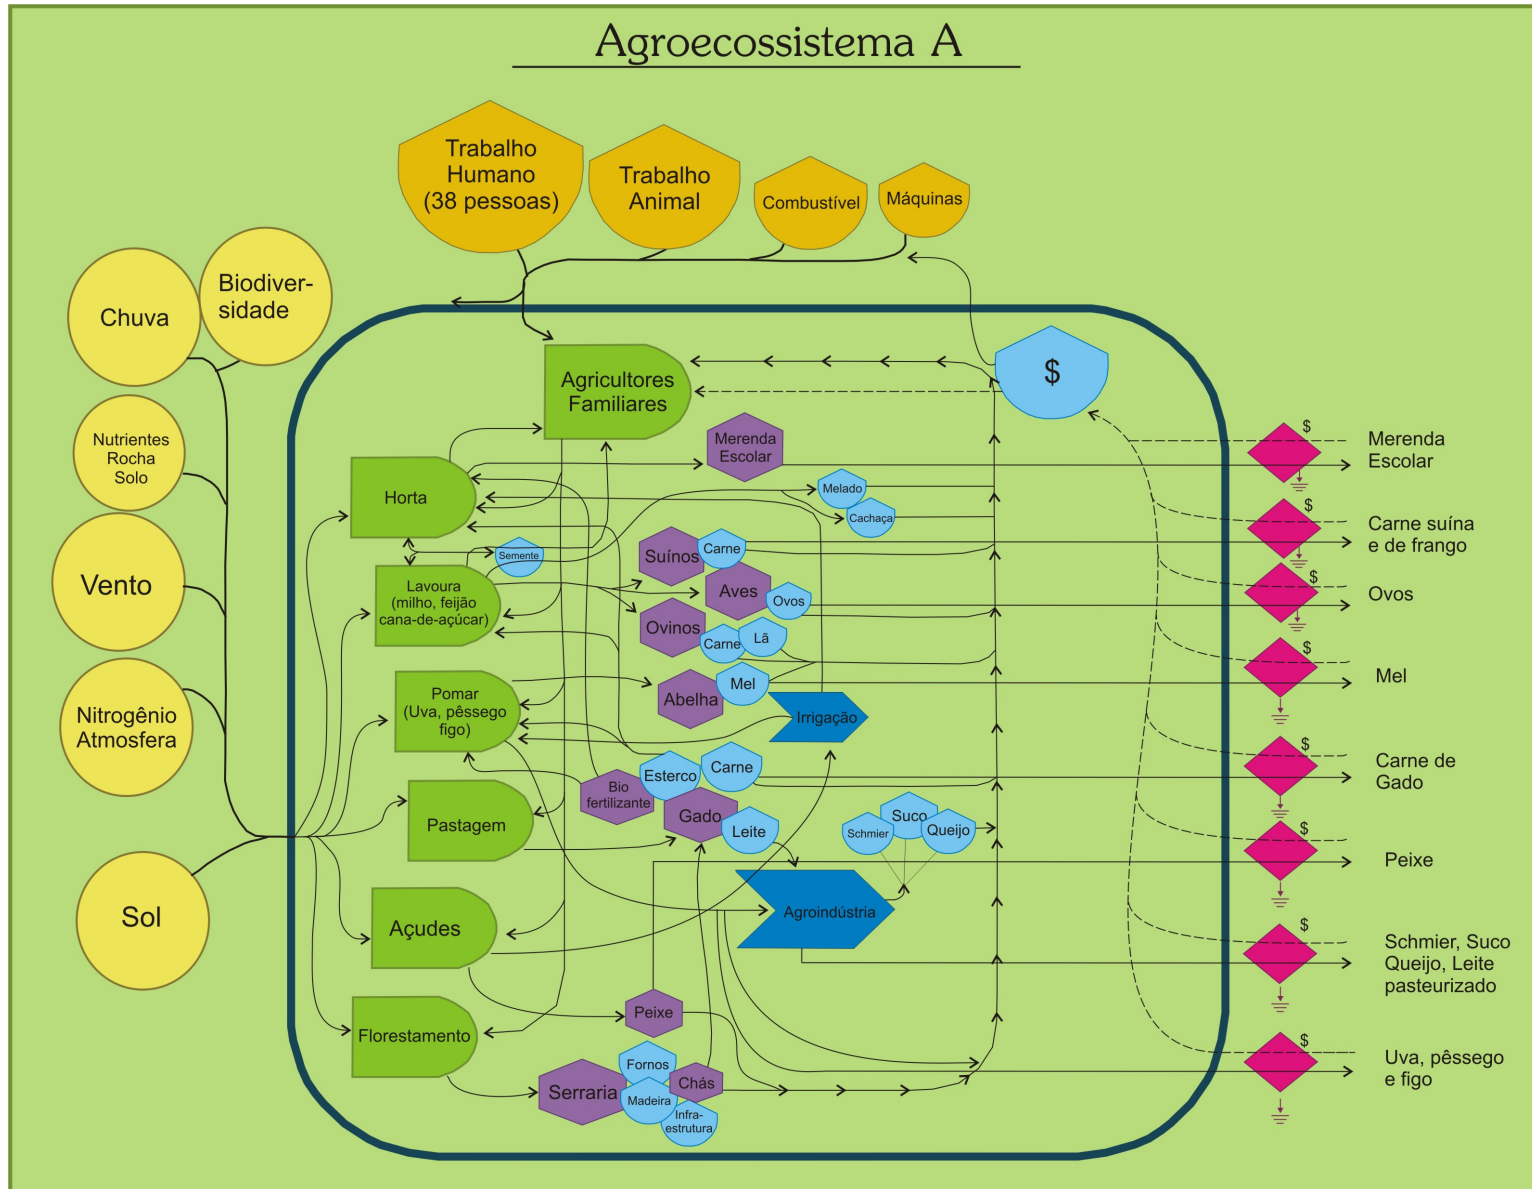 Agroecossistema A
Trabalho
Humano
(38 pessoas)
Trabalho
Animal
Combustível
Máquinas
Chuva
Biodiver-
sidade
Nutrientes
Rocha
Solo
Vento
Nitrogênio
Atmosfera
Sol
Agricultores
Familiares
$
Horta
Merenda
Escolar
Melado
Cachaça
Semente
Lavoura
(milho, feijão
cana-de-açúcar)
Suínos
Carne
Aves
Ovos
Ovinos
Carne
Lã
Pomar
(Uva, pêssego
figo)
Abelha
Mel
Irrigação
Bio
fertilizante
Esterco
Carne
Gado
Leite
Pastagem
Schmier
Suco
Queijo
Agroindústria
Açudes
Peixe
Florestamento
Serraria
Fornos
Madeira
Chás
Infra-
estrutura
$
Merenda
Escolar
$
Carne suína
e de frango
$
Ovos
$
Mel
$
Carne de
Gado
$
Peixe
$
Schmier, Suco
Queijo, Leite
pasteurizado
$
Uva, pêssego
e figo